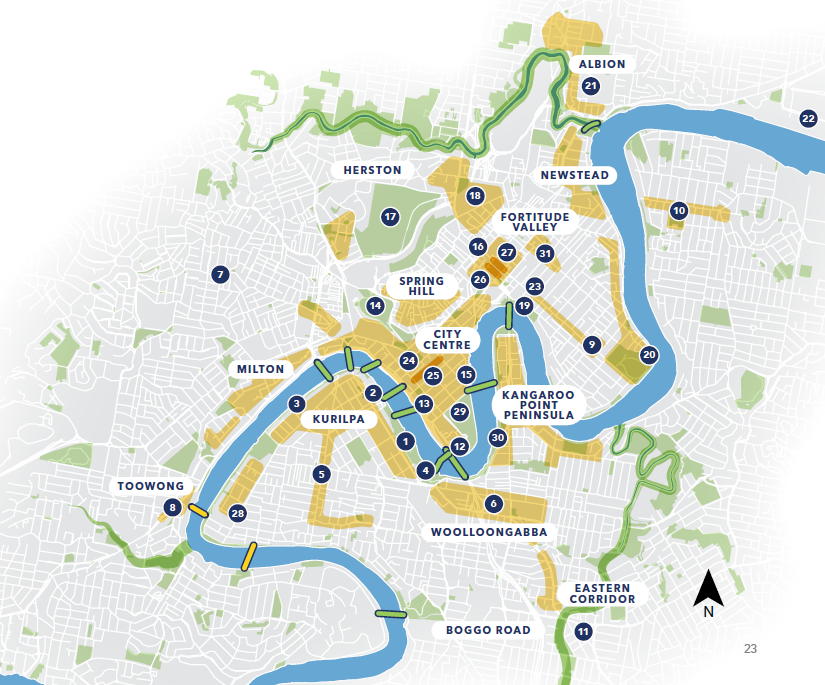 ALBION
21
22
HERSTON
NEWSTEAD
18
10
17
FORTITUDE
VALLEY
16
27
31
7
26
SPRING
HILL
23
14
19
CITY
CENTRE
9
20
24
MILTON
25
15
2
KANGAROO
POINT
PENINSULA
3
13
KURILPA
29
1
30
12
4
5
TOOWONG
6
8
28
WOOLLOONGABBA
EASTERN
CORRIDOR
N
BOGGO ROAD
11
23